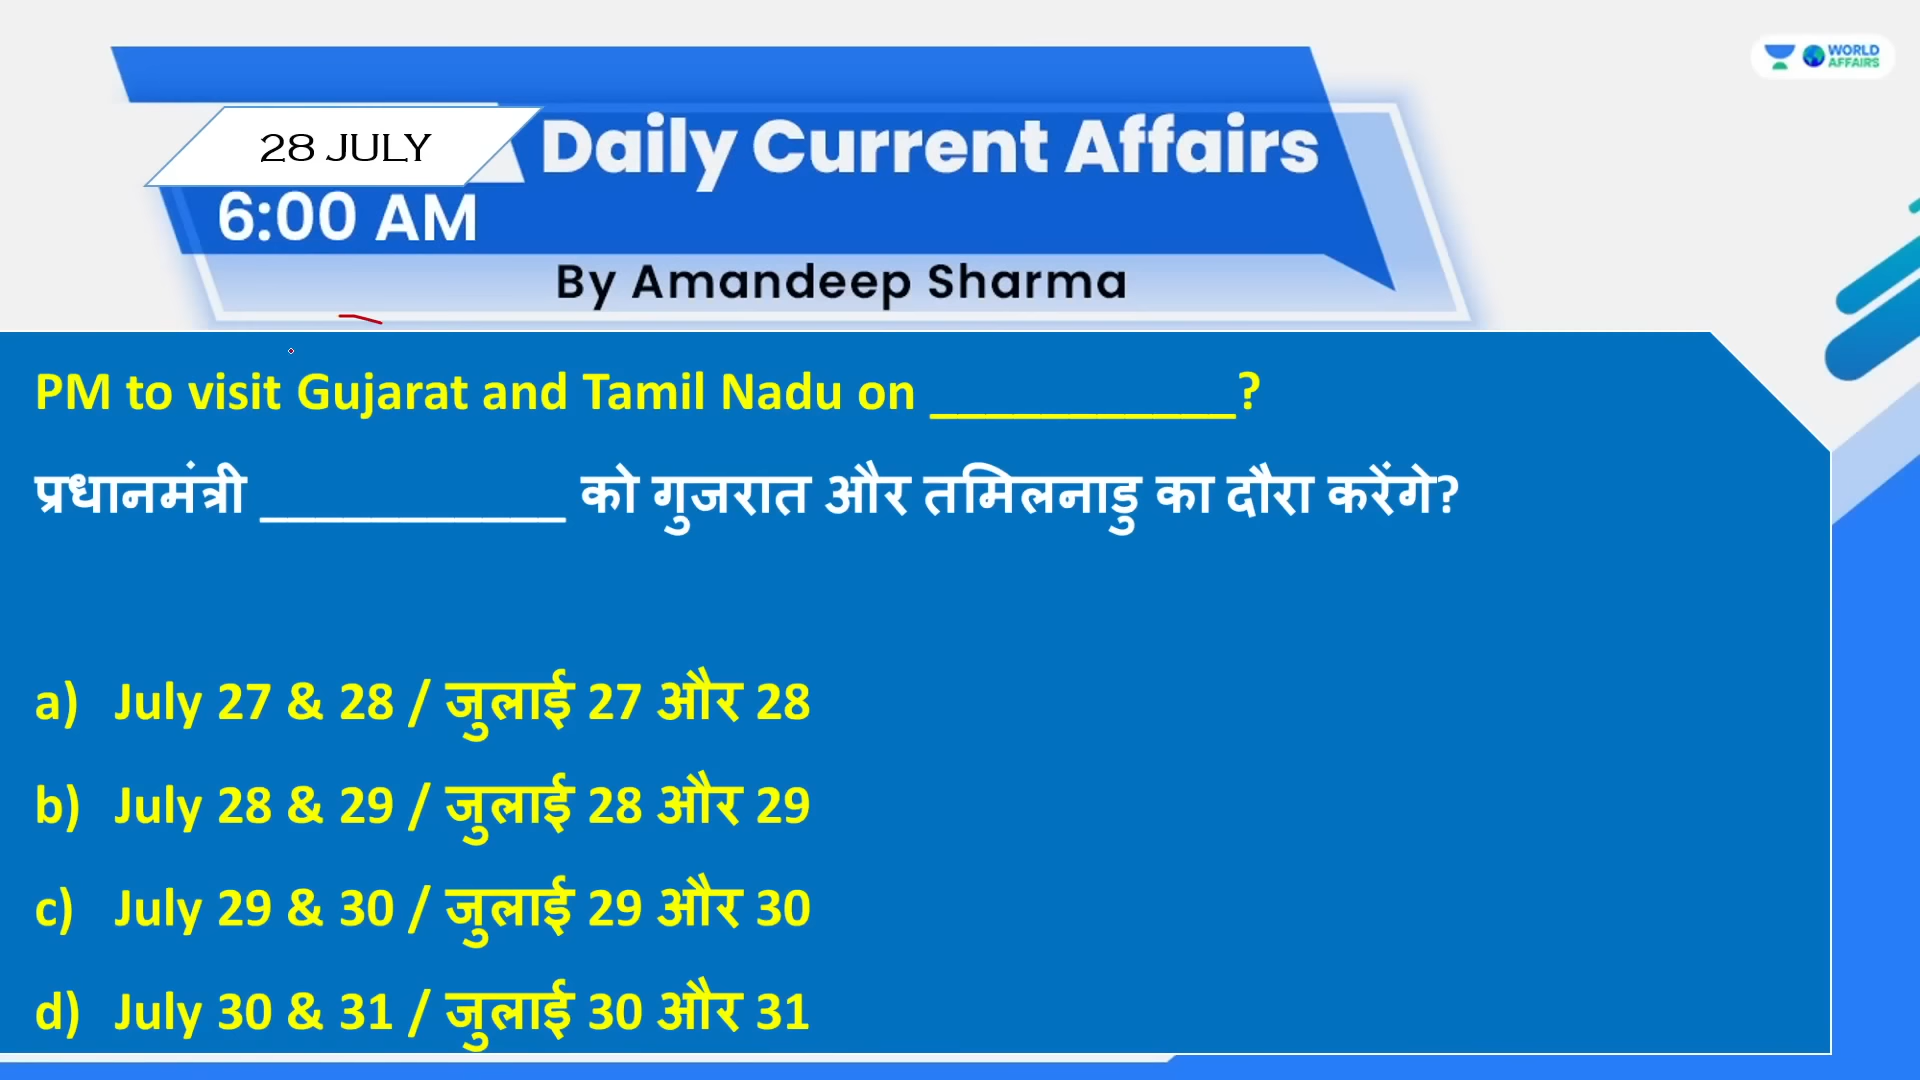 WORLD
AFFAIRS
28 JULY
Daily Current Affairs
6:00 AM
By Amandeep Sharma
PM to visit Gujarat and Tamil Nadu on ____________?
प्रधानमंत्री ____________ को गुजरात और तमिलनाडु का दौरा करेंगे?
a) July 27 & 28 / जुलाई 27 और 28
b) July 28 & 29 / जुलाई 28 और 29
c) July 29 & 30 / जुलाई 29 और 30
d) July 30 & 31 / जुलाई 30 और 31